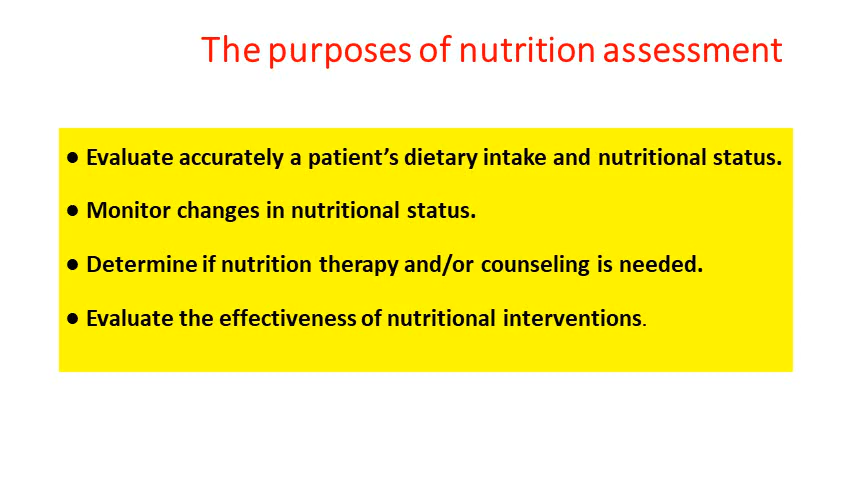 The purposes of nutrition assessment
● Evaluate accurately a patient’s dietary intake and nutritional status.
● Monitor changes in nutritional status.
● Determine if nutrition therapy and/or counseling is needed.
● Evaluate the effectiveness of nutritional interventions.